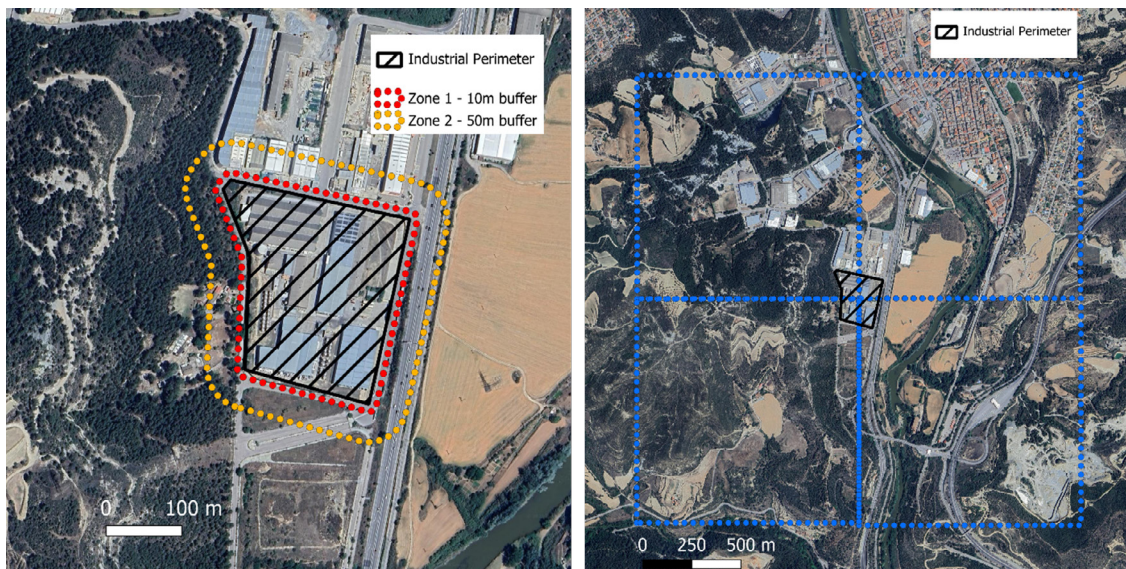 Industrial Perimeter
Zone 1 - 10m buffer
Zone 2 - 50m buffer
0 100 m
Industrial Perimeter
0 250 500 m